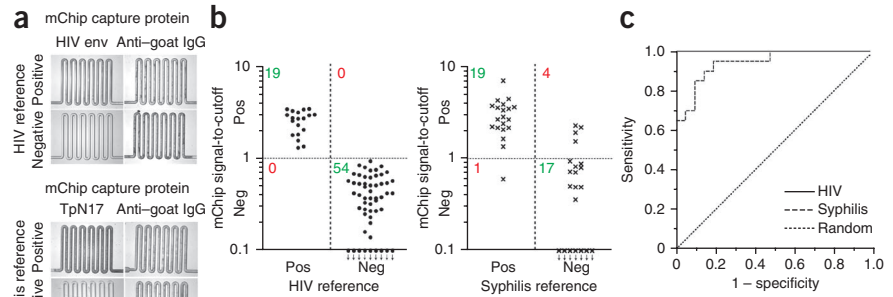 a
mChip capture protein
HIV env Anti–goat IgG
HIV reference
Negative Positive
mChip capture protein
TpN17 Anti–goat IgG
is reference
ive Positive
b
mChip signal-to-cutoff
Neg Pos
10
1
0.1
19 0
0 54
Pos Neg
HIV reference
mChip signal-to-cutoff
Neg Pos
10
1
0.1
19 4
1 17
Pos Neg
Syphilis reference
c
Sensitivity
1.0
0.8
0.6
0.4
0.2
0
HIV
Syphilis
Random
0 0.2 0.4 0.6 0.8 1.0
1 – specificity